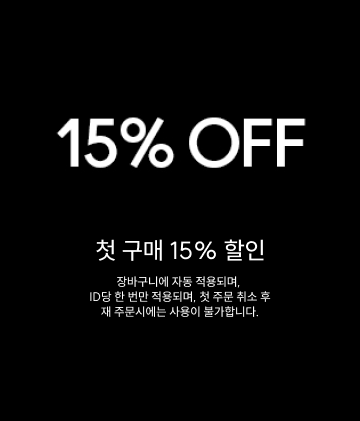 15% OFF
첫 구매 15% 할인
장바구니에 자동 적용되며,
ID당 한 번만 적용되며, 첫 주문 취소 후
재 주문시에는 사용이 불가합니다.